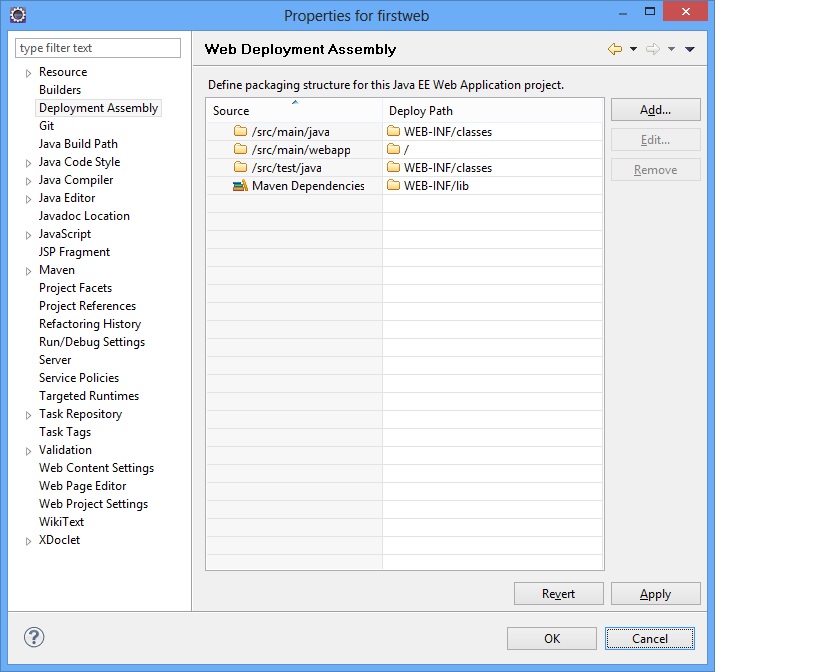 Properties for firstweb
type filter text
Resource
Builders
Deployment Assembly
Git
Java Build Path
Java Code Style
Java Compiler
Java Editor
Javadoc Location
JavaScript
JSP Fragment
Maven
Project Facets
Project References
Refactoring History
Run/Debug Settings
Server
Service Policies
Targeted Runtimes
Task Repository
Task Tags
Validation
Web Content Settings
Web Page Editor
Web Project Settings
WikiText
XDoclet
Web Deployment Assembly
Define packaging structure for this Java EE Web Application project.
Source Deploy Path
/src/main/java WEB-INF/classes
/src/main/webapp /
/src/test/java WEB-INF/classes
Maven Dependencies WEB-INF/lib
Add...
Edit...
Remove
Revert Apply
? OK Cancel